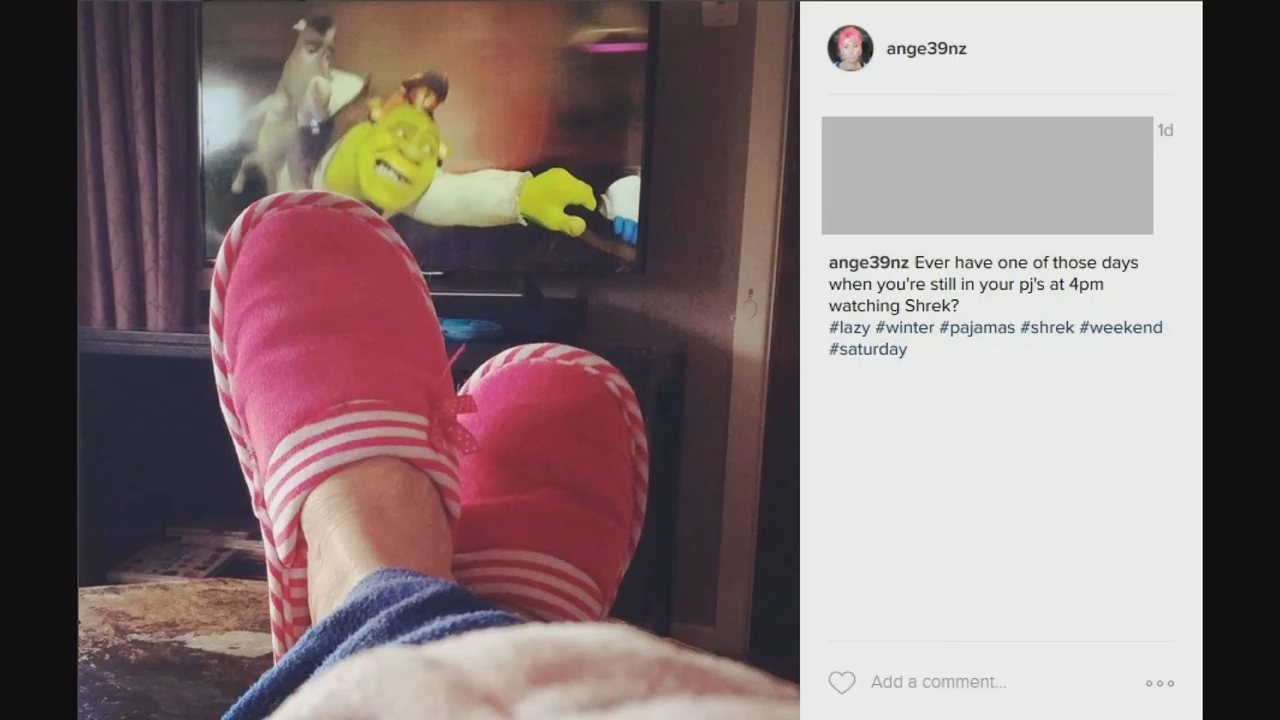 ange39nz
1d
ange39nz Ever have one of those days
when you're still in your pj's at 4pm
watching Shrek?
#lazy #winter #pajamas #shrek #weekend
#saturday
Add a comment...